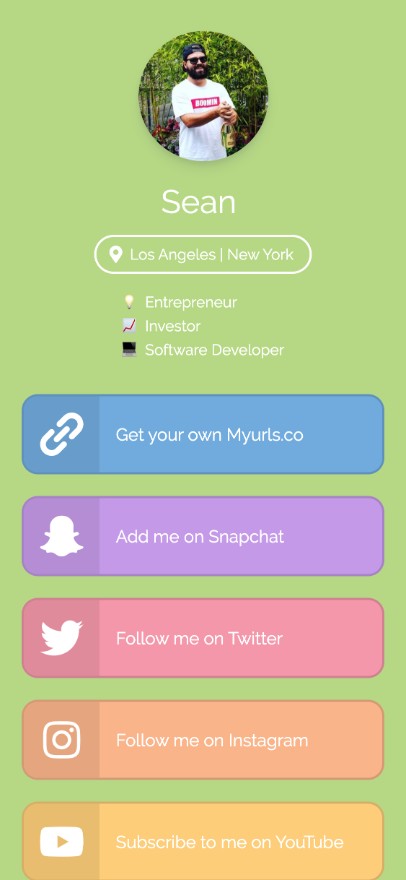 BOOMIN
Sean
Los Angeles | New York
Entrepreneur
Investor
Software Developer
Get your own Myurls.co
Add me on Snapchat
Follow me on Twitter
Follow me on Instagram
Subscribe to me on YouTube